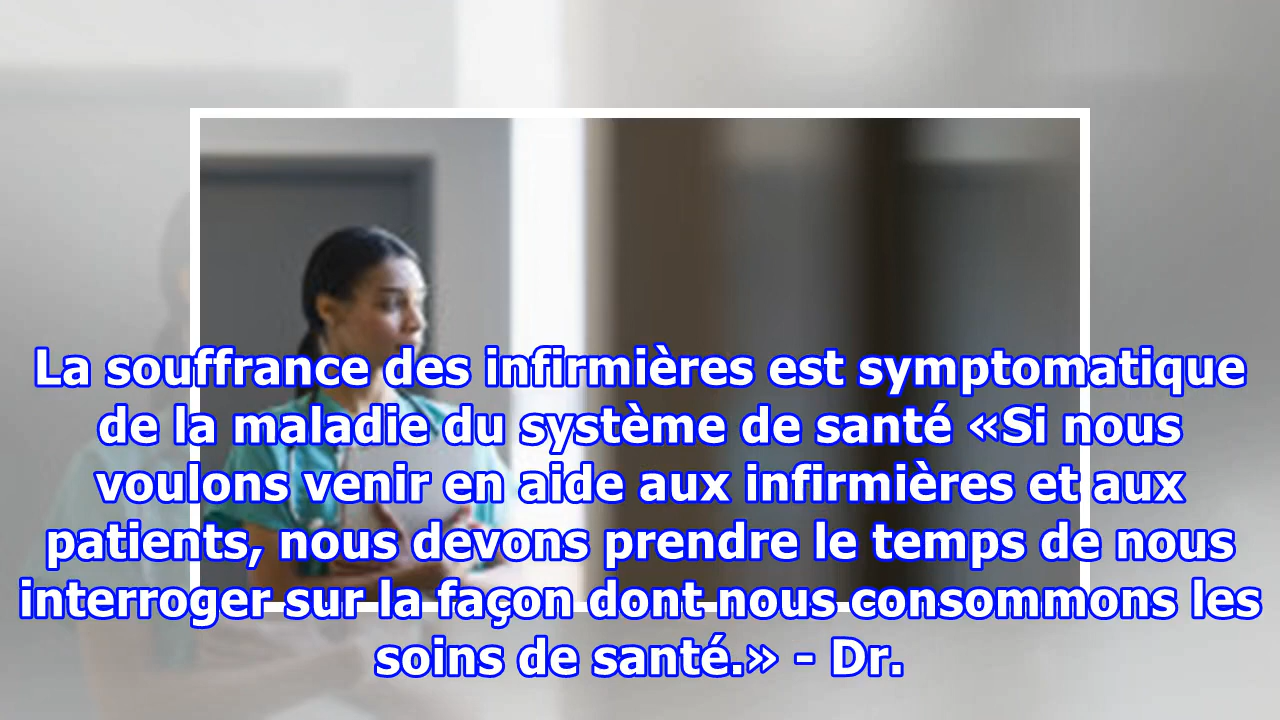 La souffrance des infirmières est symptomatique
de la maladie du système de santé «Si nous
voulons venir en aide aux infirmières et aux
patients, nous devons prendre le temps de nous
interroger sur la façon dont nous consommons les
soins de santé.» - Dr.